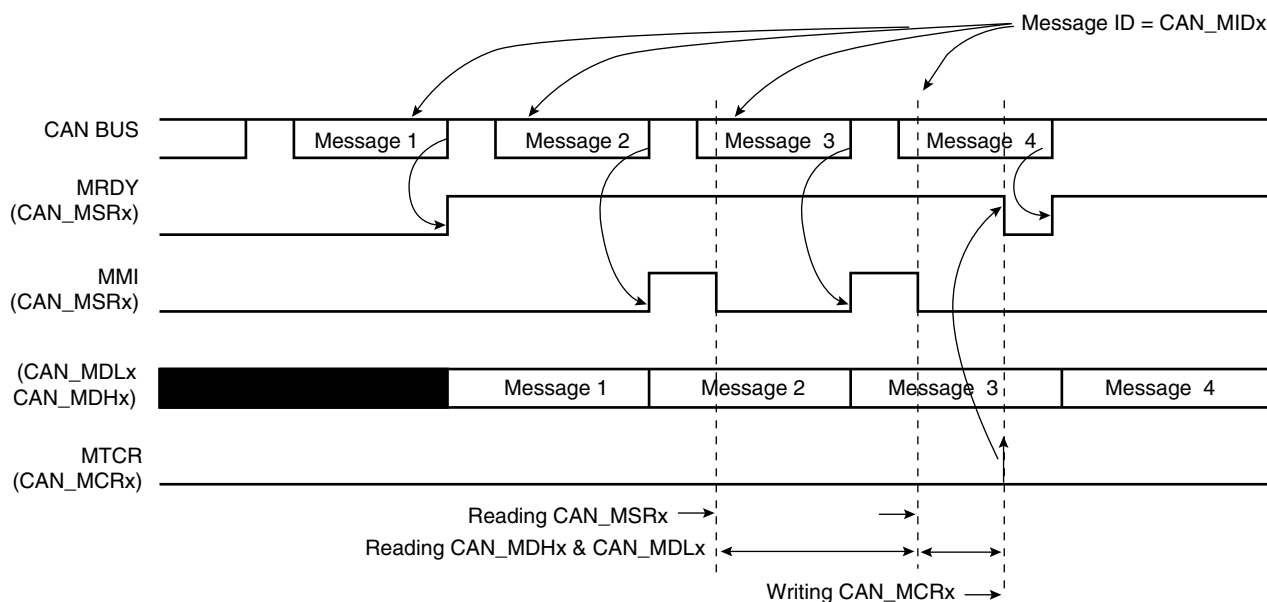 Message ID = CAN_MIDx
CAN BUS
Message 1
Message 2
Message 3
Message 4
MRDY
(CAN_MSRx)
MMI
(CAN_MSRx)
(CAN_MDLx
CAN_MDHx)
Message 1
Message 2
Message 3
Message 4
MTCR
(CAN_MCRx)
Reading CAN_MSRx
Reading CAN_MDHx & CAN_MDLx
Writing CAN_MCRx